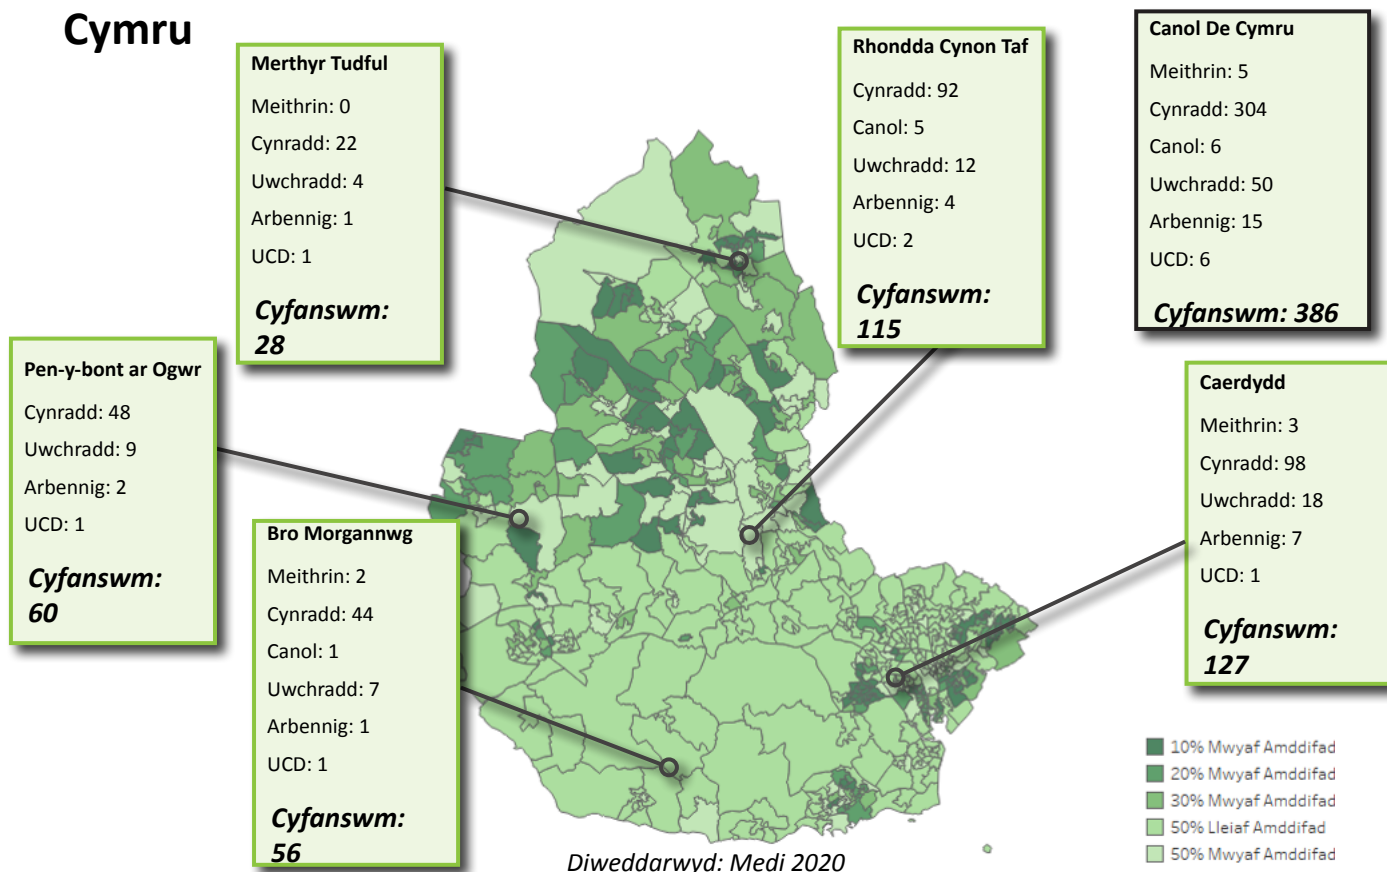 Cymru
Merthyr Tudful
Meithrin: 0
Cynradd: 22
Uwchradd: 4
Arbennig: 1
UCD: 1
Cyfanswm:
28
Rhondda Cynon Taf
Cynradd: 92
Canol: 5
Uwchradd: 12
Arbennig: 4
UCD: 2
Cyfanswm:
115
Canol De Cymru
Meithrin: 5
Cynradd: 304
Canol: 6
Uwchradd: 50
Arbennig: 15
UCD: 6
Cyfanswm: 386
Pen-y-bont ar Ogwr
Cynradd: 48
Uwchradd: 9
Arbennig: 2
UCD: 1
Cyfanswm:
60
Bro Morgannwg
Meithrin: 2
Cynradd: 44
Canol: 1
Uwchradd: 7
Arbennig: 1
UCD: 1
Cyfanswm:
56
Caerdydd
Meithrin: 3
Cynradd: 98
Uwchradd: 18
Arbennig: 7
UCD: 1
Cyfanswm:
127
10% Mwyaf Amddifad
20% Mwyaf Amddifad
30% Mwyaf Amddifad
50% Lleiaf Amddifad
50% Mwyaf Amddifad
Diweddarwyd: Medi 2020